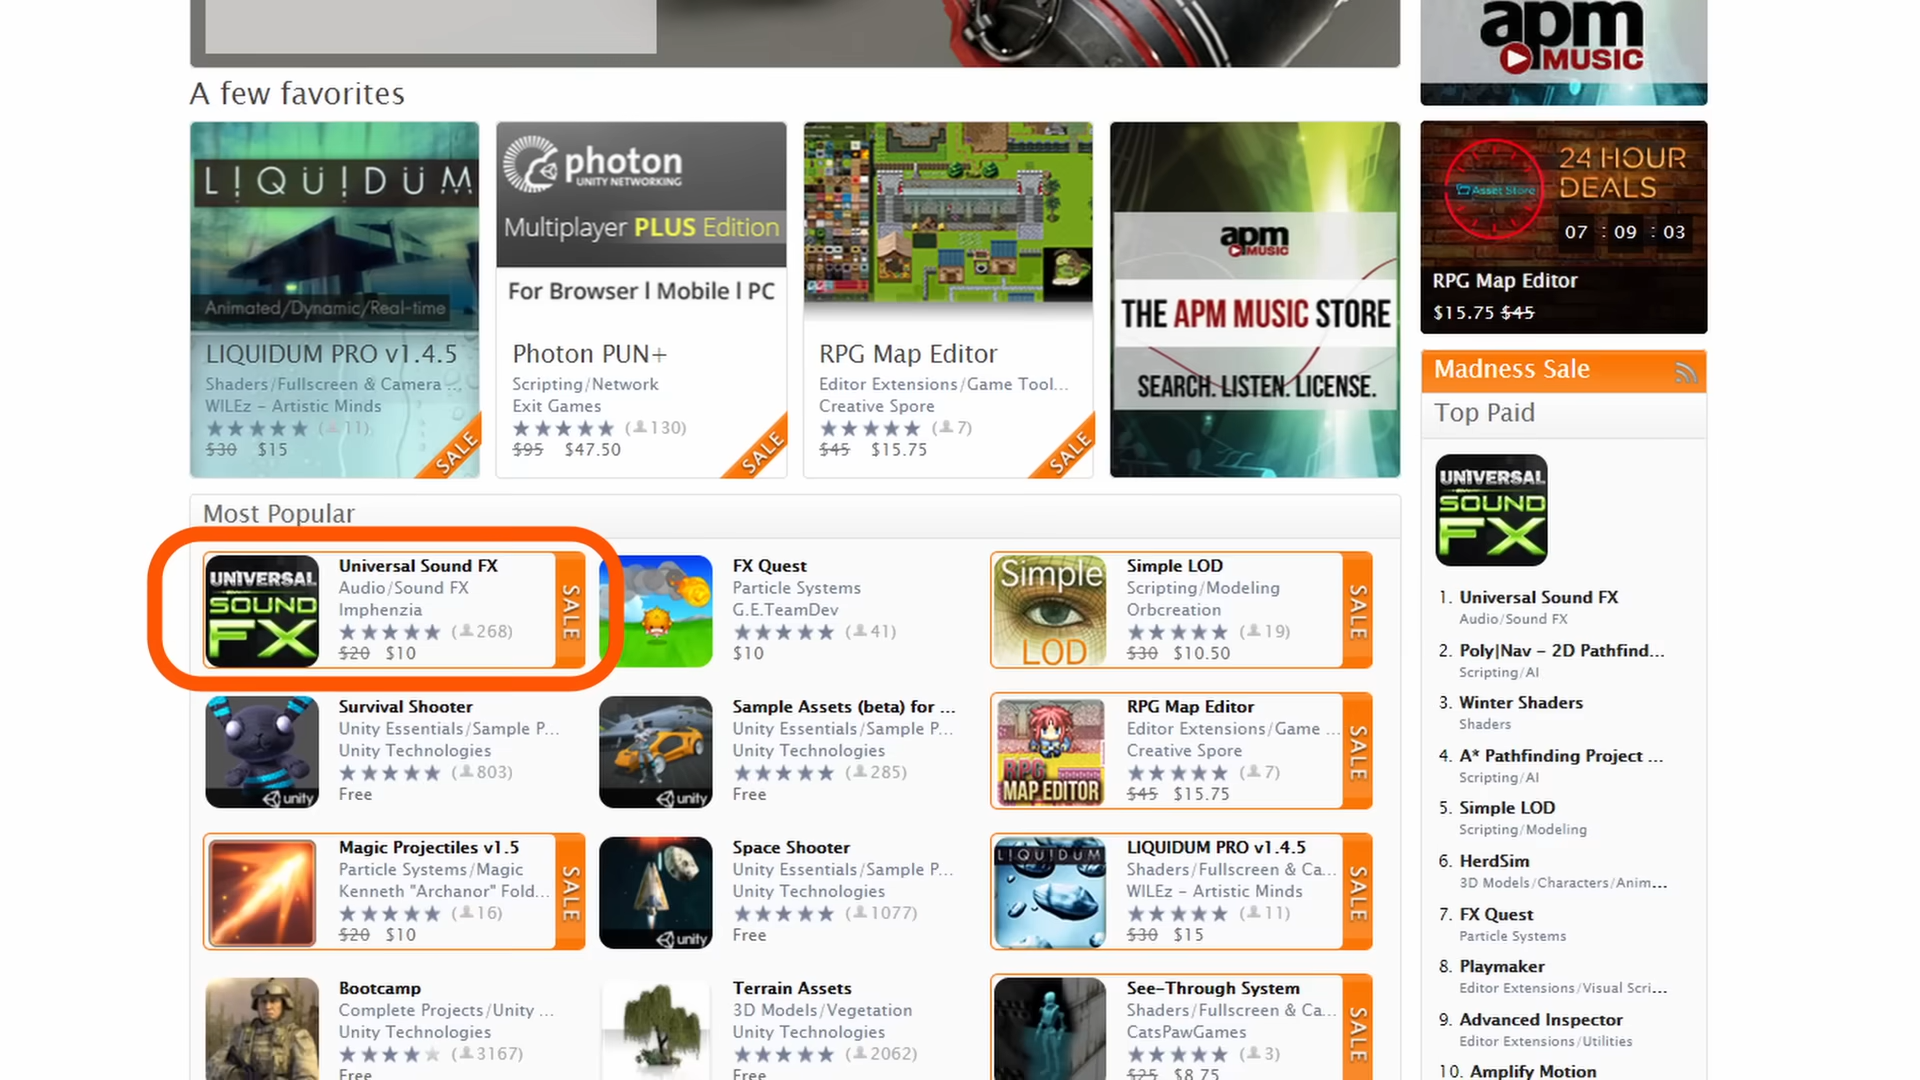 apm
MUSIC
A few favorites
L!QU!DUM
Animated/Dynamic/Real-time
LIQUIDUM PRO v1.4.5
Shaders/Fullscreen & Camera ...
WILEz - Artistic Minds
(11)
$30 $15
SALE
photon
UNITY NETWORKING
Multiplayer PLUS Edition
For Browser | Mobile | PC
Photon PUN+
Scripting/Network
Exit Games
(130)
$95 $47.50
SALE
RPG Map Editor
Editor Extensions/Game Tool...
Creative Spore
(7)
$45 $15.75
SALE
apm
MUSIC
THE APM MUSIC STORE
SEARCH. LISTEN. LICENSE.
Asset Store
24 HOUR
DEALS
07 : 09 : 03
RPG Map Editor
$15.75 $45
Most Popular
UNIVERSAL
SOUND
FX
Universal Sound FX
Audio/Sound FX
Imphenzia
(268)
$20 $10
SALE
FX Quest
Particle Systems
G.E.TeamDev
(41)
$10
Simple
LOD
Simple LOD
Scripting/Modeling
Orbcreation
(19)
$30 $10.50
SALE
unity
Survival Shooter
Unity Essentials/Sample P...
Unity Technologies
(803)
Free
unity
Sample Assets (beta) for ...
Unity Essentials/Sample P...
Unity Technologies
(285)
Free
RPG
MAP EDITOR
RPG Map Editor
Editor Extensions/Game ...
Creative Spore
(7)
$45 $15.75
SALE
Magic Projectiles v1.5
Particle Systems/Magic
Kenneth "Archanor" Fold...
(16)
$20 $10
SALE
unity
Space Shooter
Unity Essentials/Sample P...
Unity Technologies
(1077)
Free
L!QU!DUM
LIQUIDUM PRO v1.4.5
Shaders/Fullscreen & Ca...
WILEz - Artistic Minds
(11)
$30 $15
SALE
Bootcamp
Complete Projects/Unity ...
Unity Technologies
(3167)
Free
Terrain Assets
3D Models/Vegetation
Unity Technologies
(2062)
Free
See-Through System
Shaders/Fullscreen & Ca...
CatsPawGames
(3)
$25 $8.75
SALE
Madness Sale
Top Paid
UNIVERSAL
SOUND
FX
1. Universal Sound FX
Audio/Sound FX
2. Poly|Nav - 2D Pathfind...
Scripting/AI
3. Winter Shaders
Shaders
4. A* Pathfinding Project ...
Scripting/AI
5. Simple LOD
Scripting/Modeling
6. HerdSim
3D Models/Characters/Anim...
7. FX Quest
Particle Systems
8. Playmaker
Editor Extensions/Visual Scri...
9. Advanced Inspector
Editor Extensions/Utilities
10. Amplify Motion